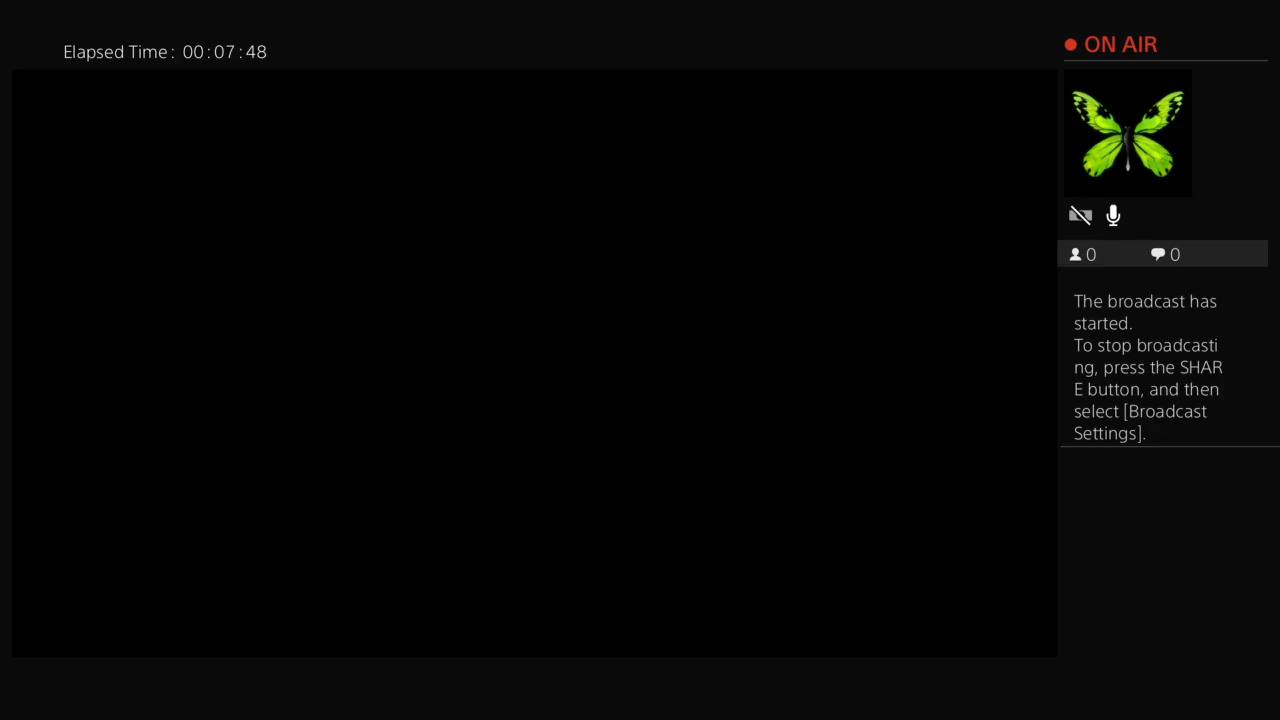 Elapsed Time: 00:07:48
ON AIR
0 0
The broadcast has
started.
To stop broadcasti
ng, press the SHAR
E button, and then
select [Broadcast
Settings].